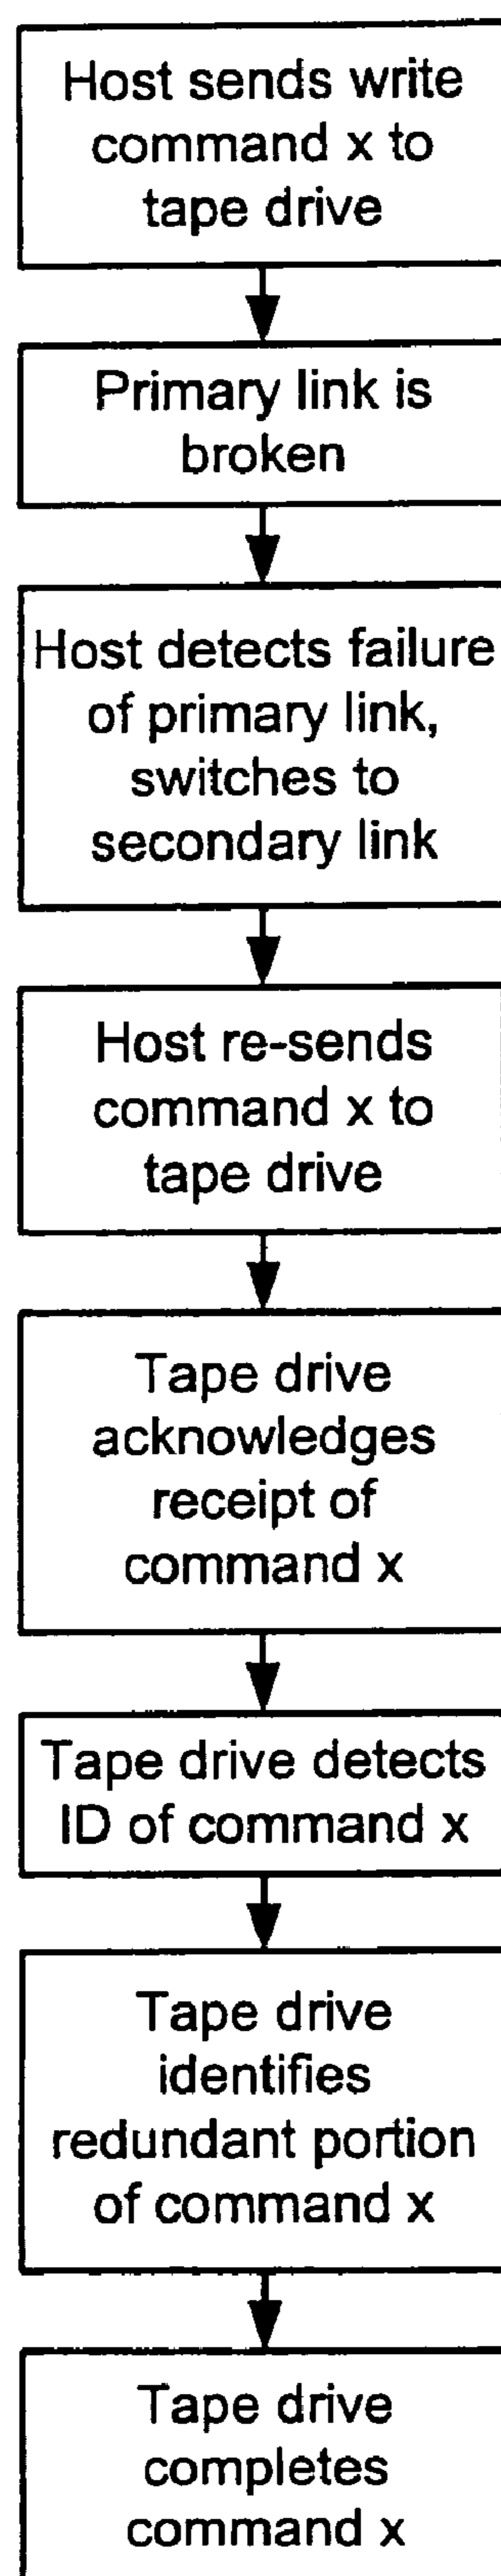 Host sends write
command x to
tape drive
Primary link is
broken
Host detects failure
of primary link,
switches to
secondary link
Host re-sends
command x to
tape drive
Tape drive
acknowledges
receipt of
command x
Tape drive detects
ID of command x
Tape drive
identifies
redundant portion
of command x
Tape drive
completes
command x